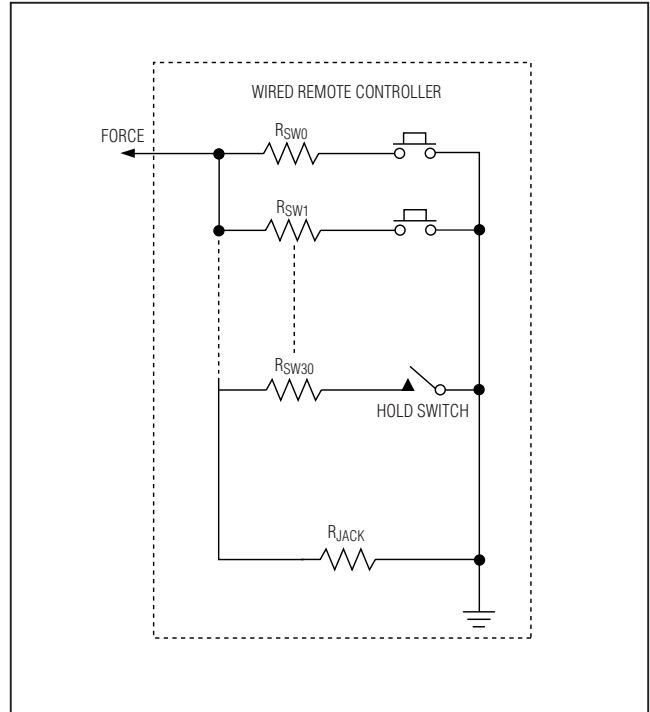 WIRED REMOTE CONTROLLER
FORCE
RSW0
RSW1
RSW30
HOLD SWITCH
RJACK